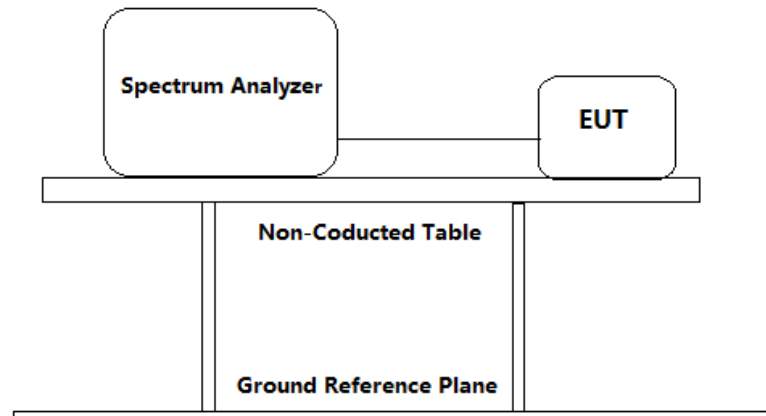 Spectrum Analyzer
EUT
Non-Coducted Table
Ground Reference Plane